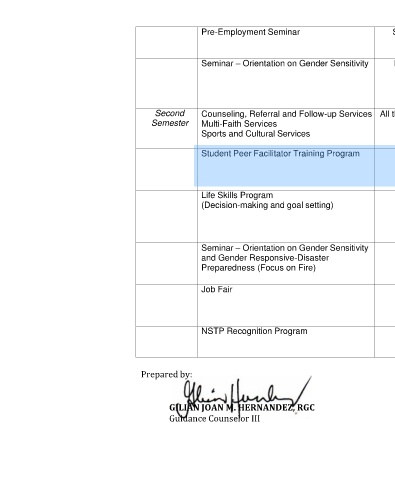 Pre-Employment Seminar
Seminar – Orientation on Gender Sensitivity
Second
Semester
Counseling, Referral and Follow-up Services
Multi-Faith Services
Sports and Cultural Services
All t
Student Peer Facilitator Training Program
Life Skills Program
(Decision-making and goal setting)
Seminar – Orientation on Gender Sensitivity
and Gender Responsive-Disaster
Preparedness (Focus on Fire)
Job Fair
NSTP Recognition Program
Prepared by:
GILIAN JOAN M. HERNANDEZ, RGC
Guidance Counselor III